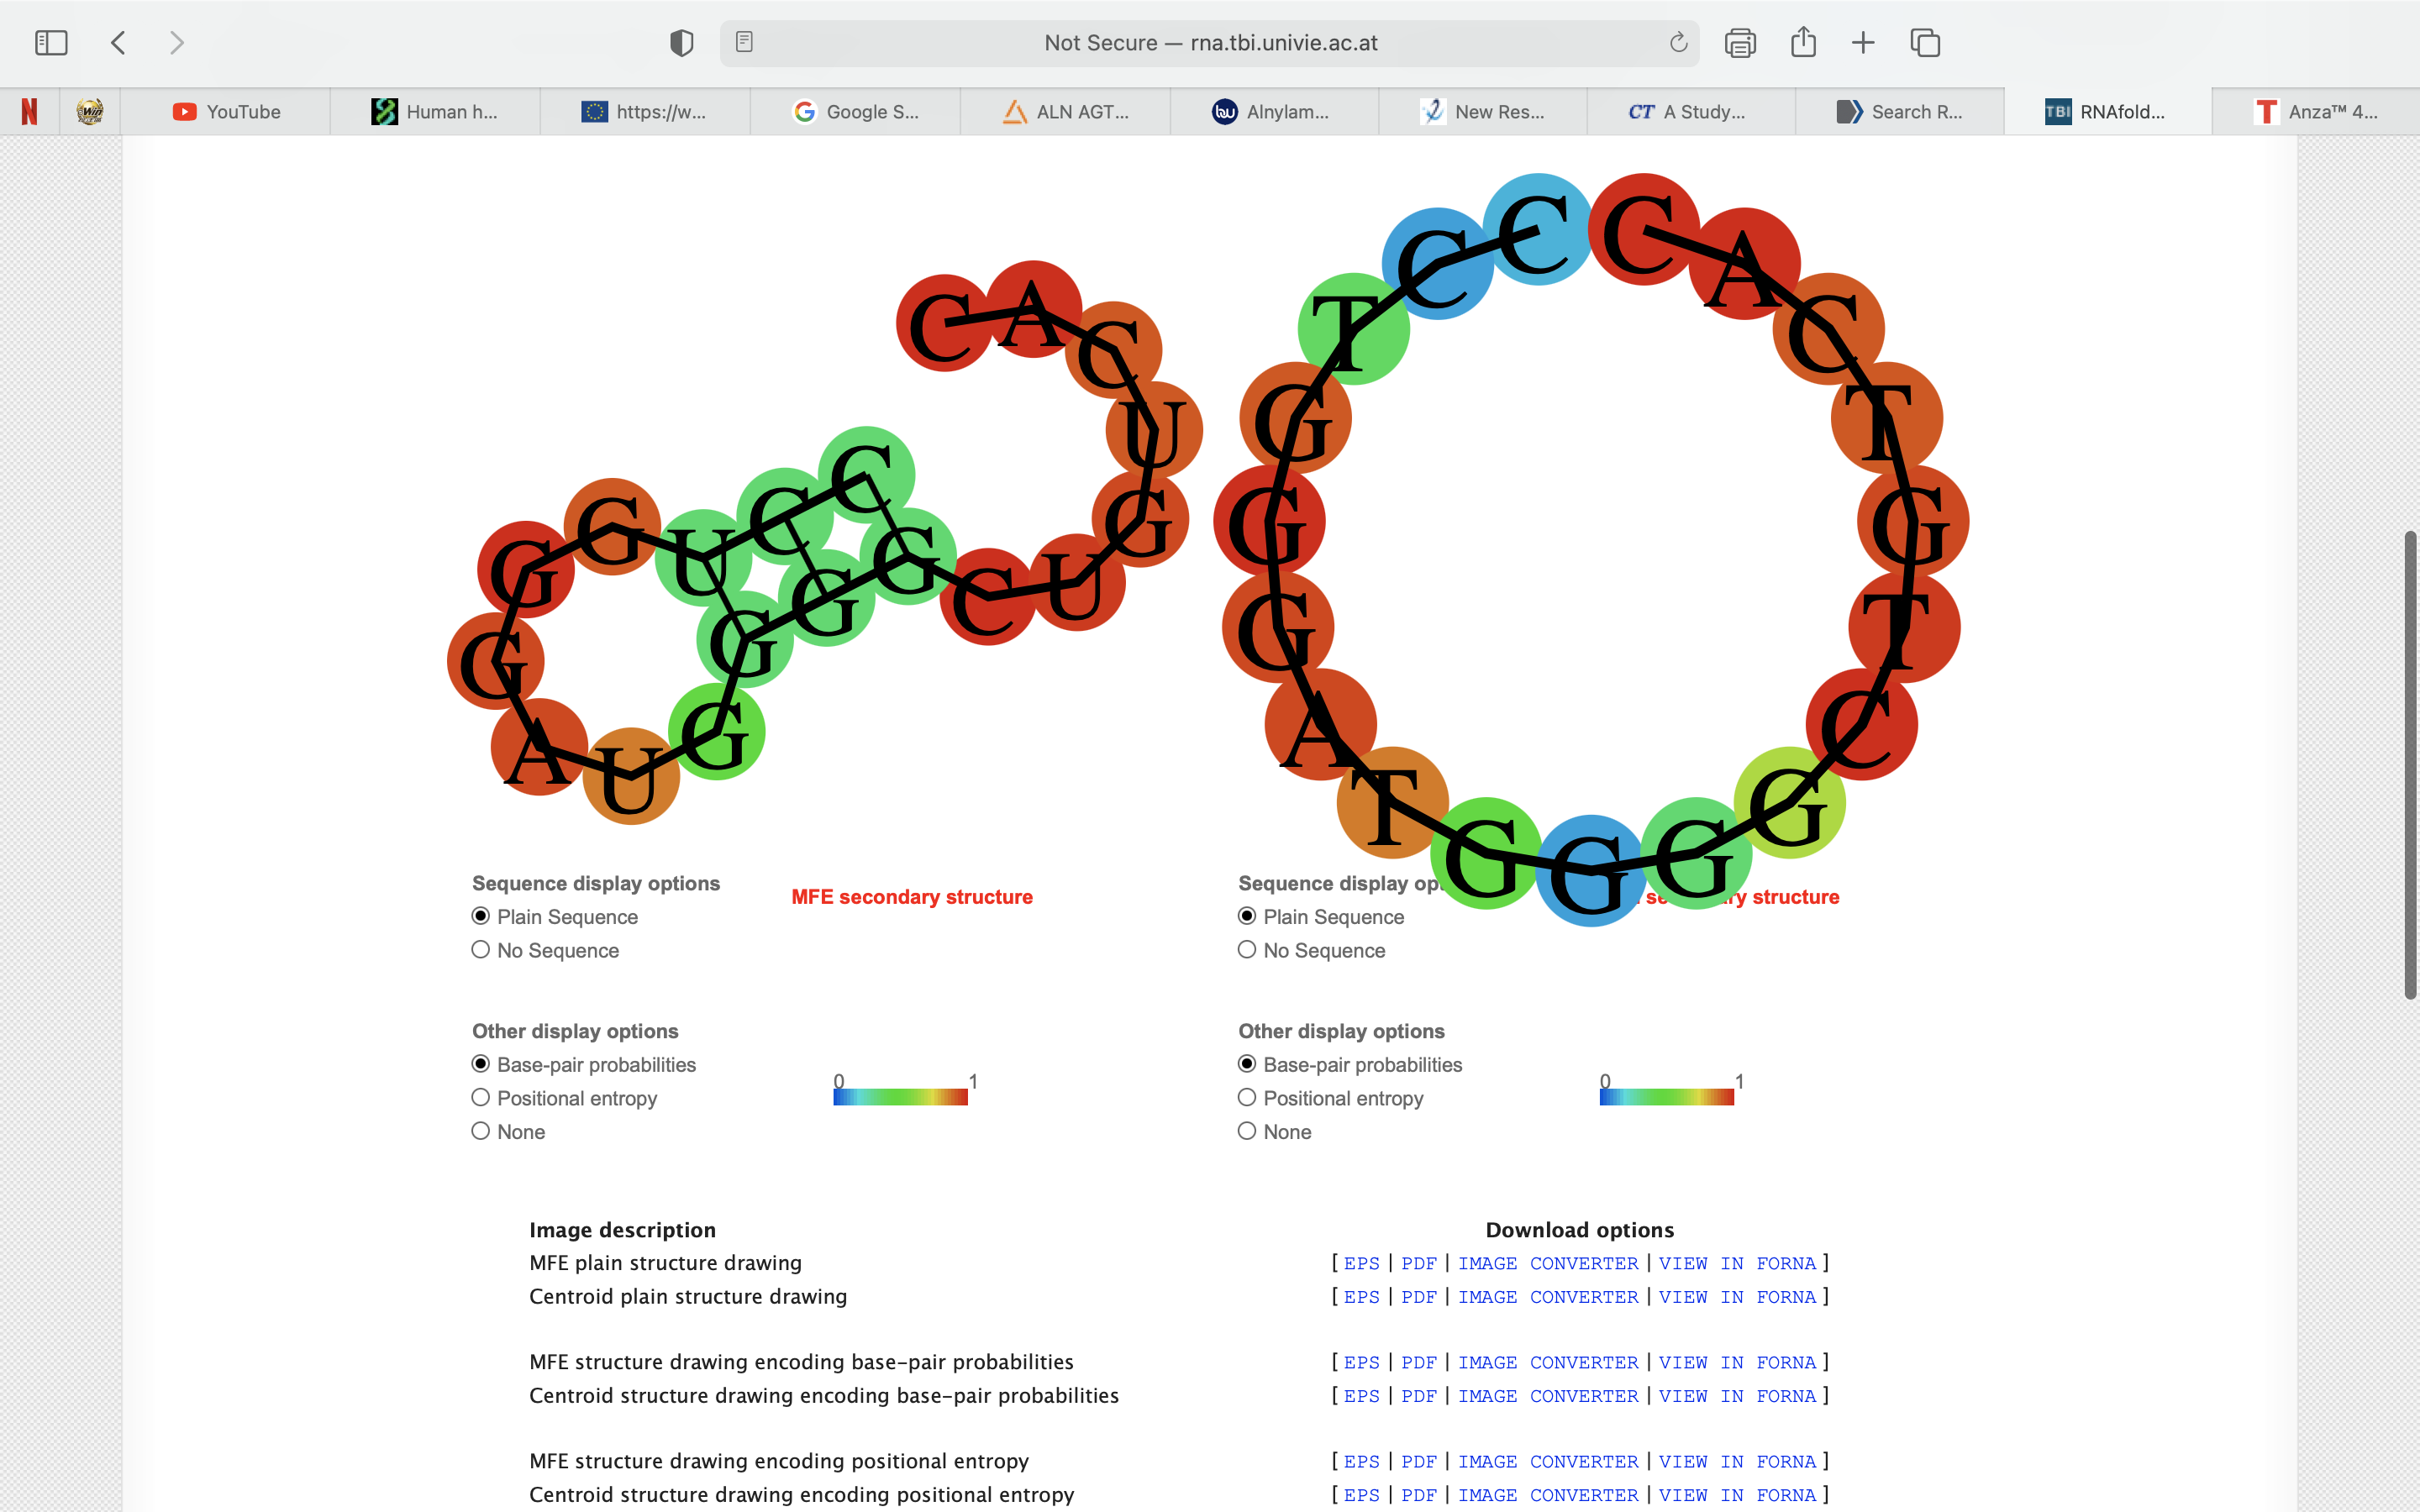 Not Secure — rna.tbi.univie.ac.at
N
Win
YouTube
Human h...
https://w...
G Google S...
ALN AGT...
bu Alnylam...
New Res...
CT A Study...
Search R...
TBI RNAfold...
T Anza™ 4...
C A C U G U C G G G G U A G G G U C C
C A C T G T C G G G G T A G G G T C C
Sequence display options
Plain Sequence
No Sequence
MFE secondary structure
Sequence display op
Plain Sequence
No Sequence
ry structure
Other display options
Base-pair probabilities
Positional entropy
None
0 1
Other display options
Base-pair probabilities
Positional entropy
None
0 1
Image description Download options
MFE plain structure drawing [ EPS | PDF | IMAGE CONVERTER | VIEW IN FORNA ]
Centroid plain structure drawing [ EPS | PDF | IMAGE CONVERTER | VIEW IN FORNA ]
MFE structure drawing encoding base-pair probabilities [ EPS | PDF | IMAGE CONVERTER | VIEW IN FORNA ]
Centroid structure drawing encoding base-pair probabilities [ EPS | PDF | IMAGE CONVERTER | VIEW IN FORNA ]
MFE structure drawing encoding positional entropy [ EPS | PDF | IMAGE CONVERTER | VIEW IN FORNA ]
Centroid structure drawing encoding positional entropy [ EPS | PDF | IMAGE CONVERTER | VIEW IN FORNA ]